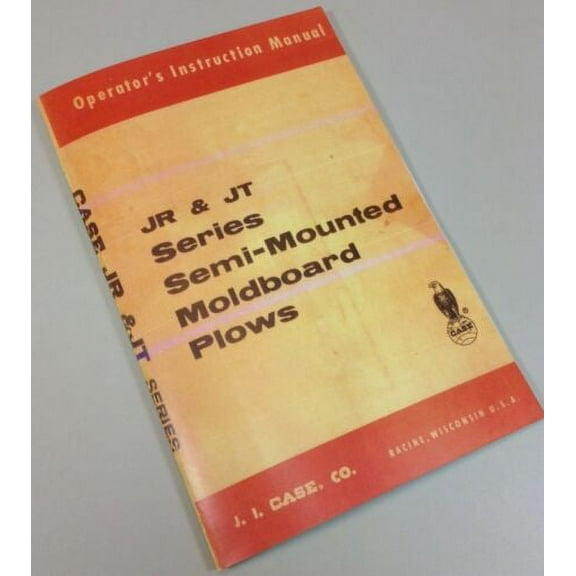 Operator's Instruction Manual
JR & JT
Series
Semi-Mounted
Moldboard
Plows
CASE JR & JT SERIES
CASE
®
J. I. CASE, CO.
RACINE, WISCONSIN U.S.A.